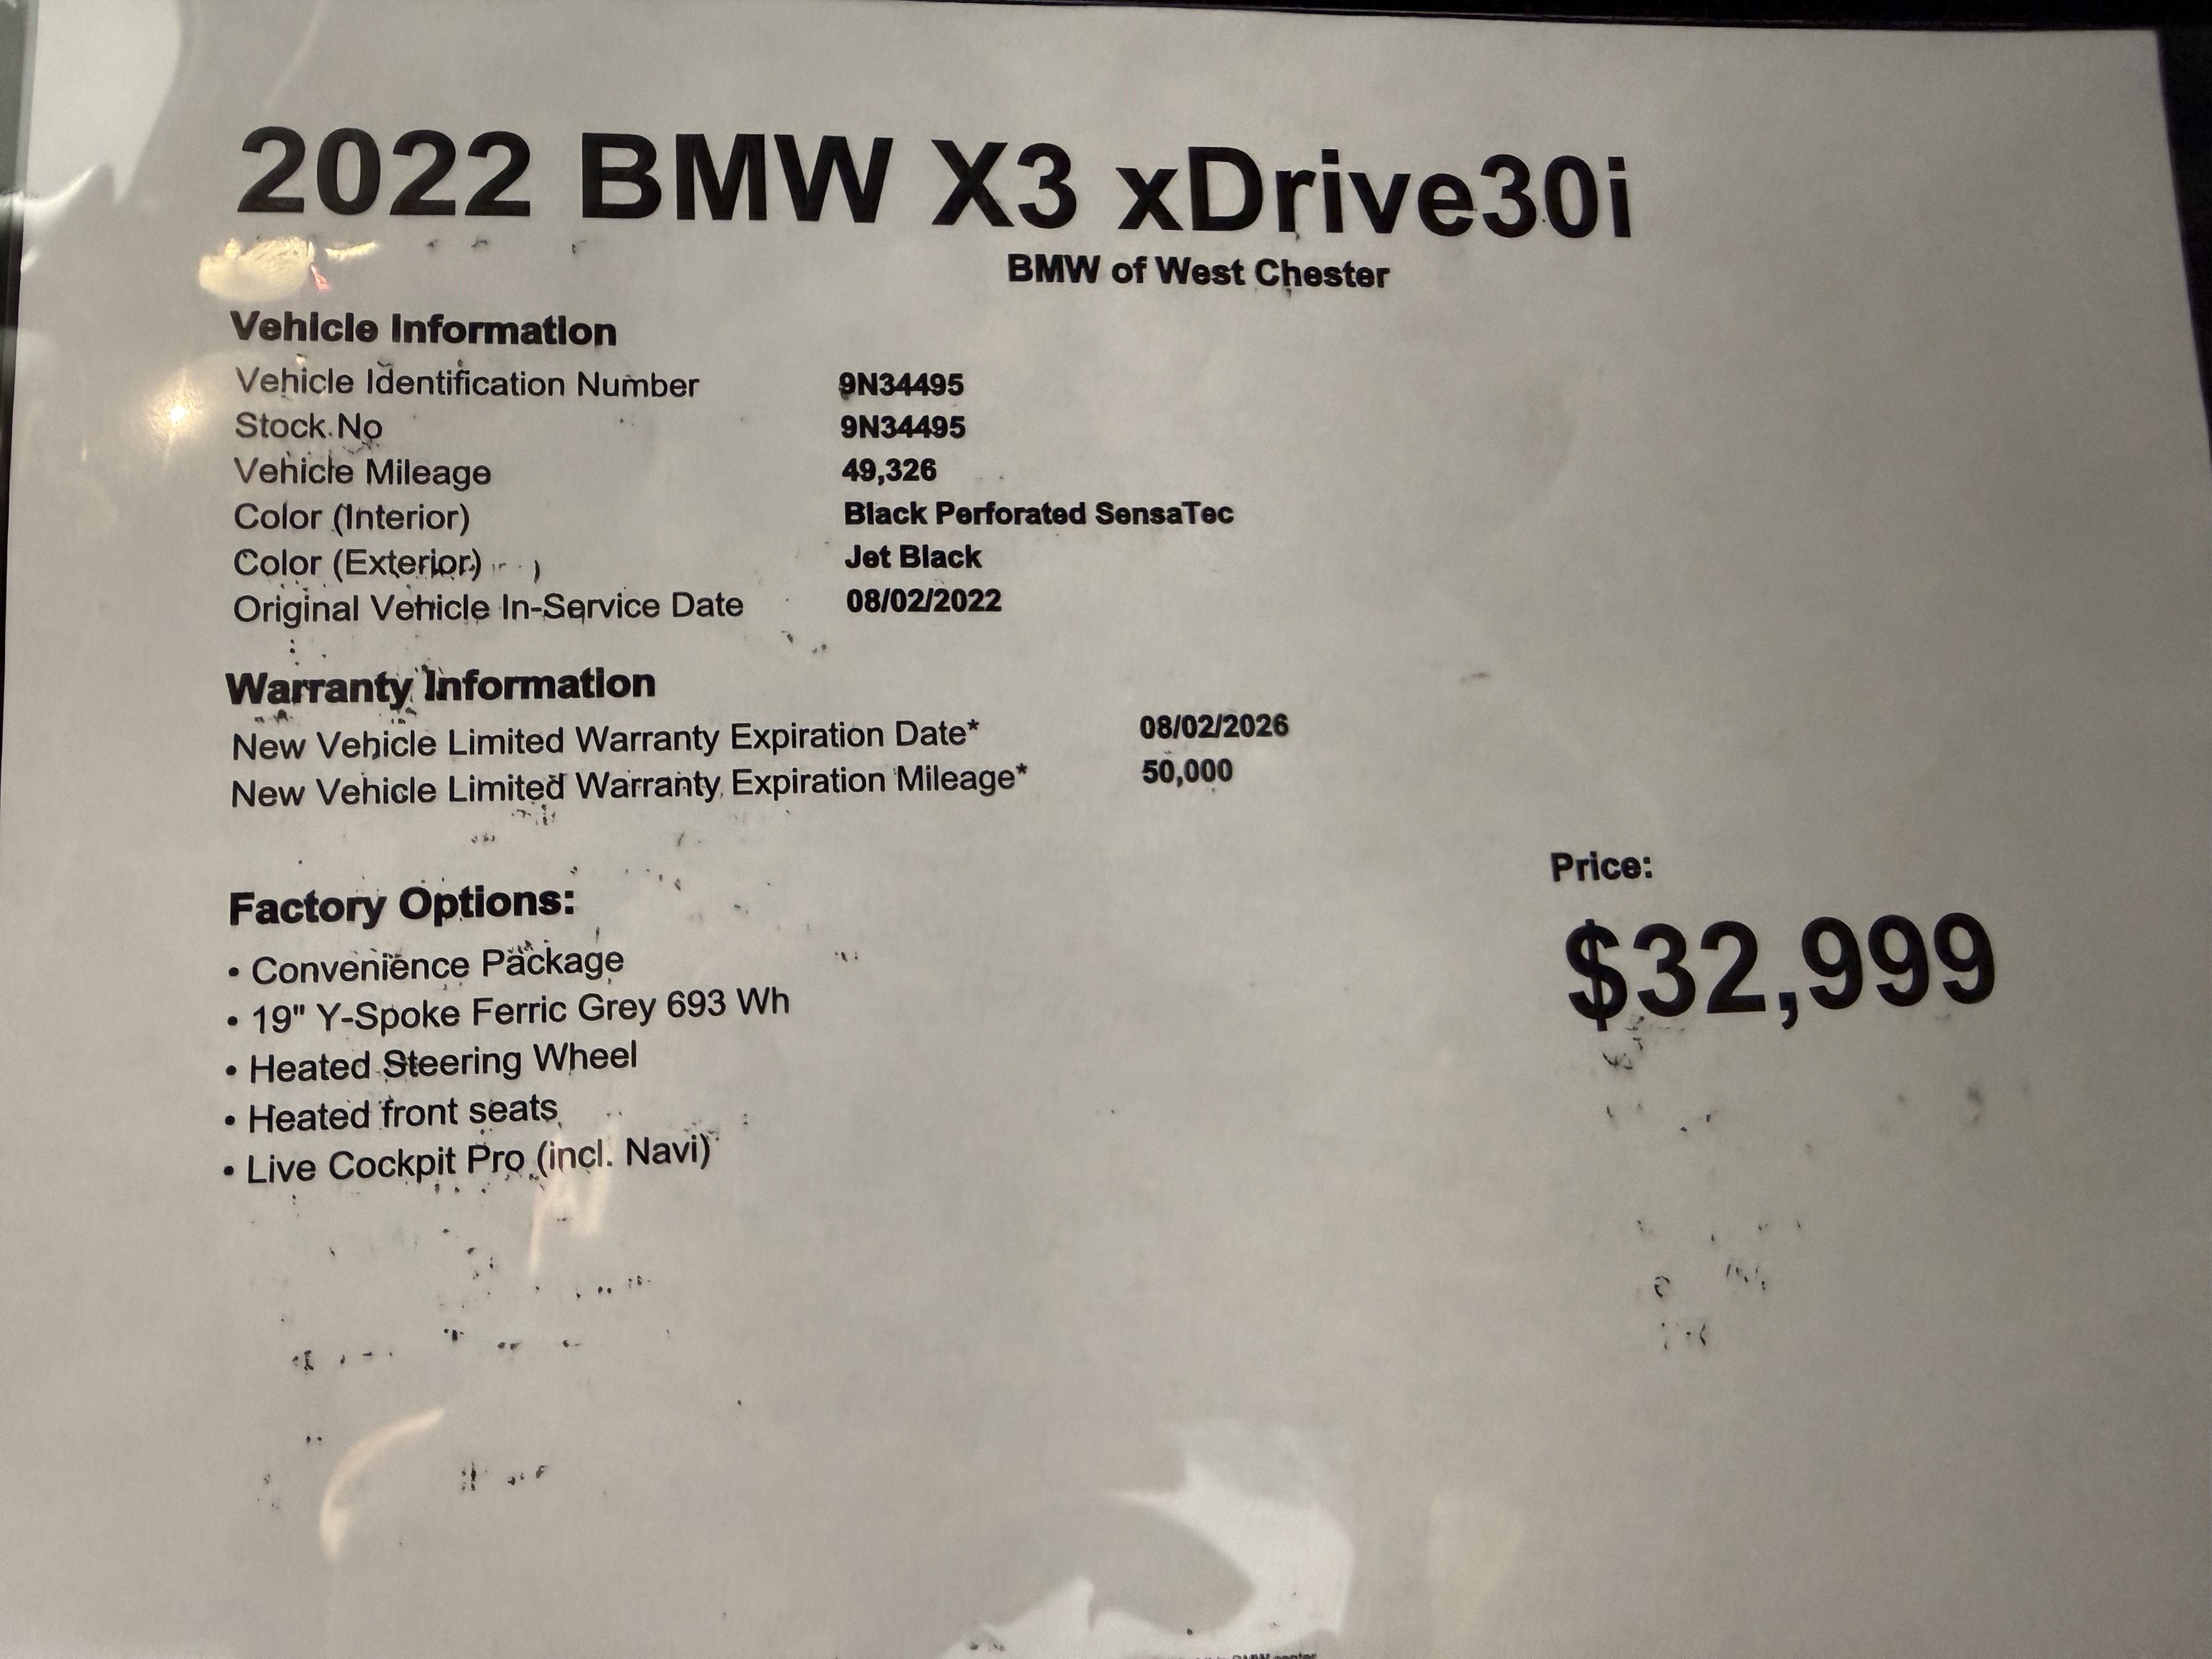 2022 BMW X3 xDrive30i
BMW of West Chester
Vehicle Information
Vehicle Identification Number 9N34495
Stock No 9N34495
Vehicle Mileage 49,326
Color (Interior) Black Perforated SensaTec
Color (Exterior) Jet Black
Original Vehicle In-Service Date 08/02/2022
Warranty Information
New Vehicle Limited Warranty Expiration Date* 08/02/2026
New Vehicle Limited Warranty Expiration Mileage* 50,000
Price:
$32,999
Factory Options:
• Convenience Package
• 19" Y-Spoke Ferric Grey 693 Wh
• Heated Steering Wheel
• Heated front seats
• Live Cockpit Pro (incl. Navi)
BMW center